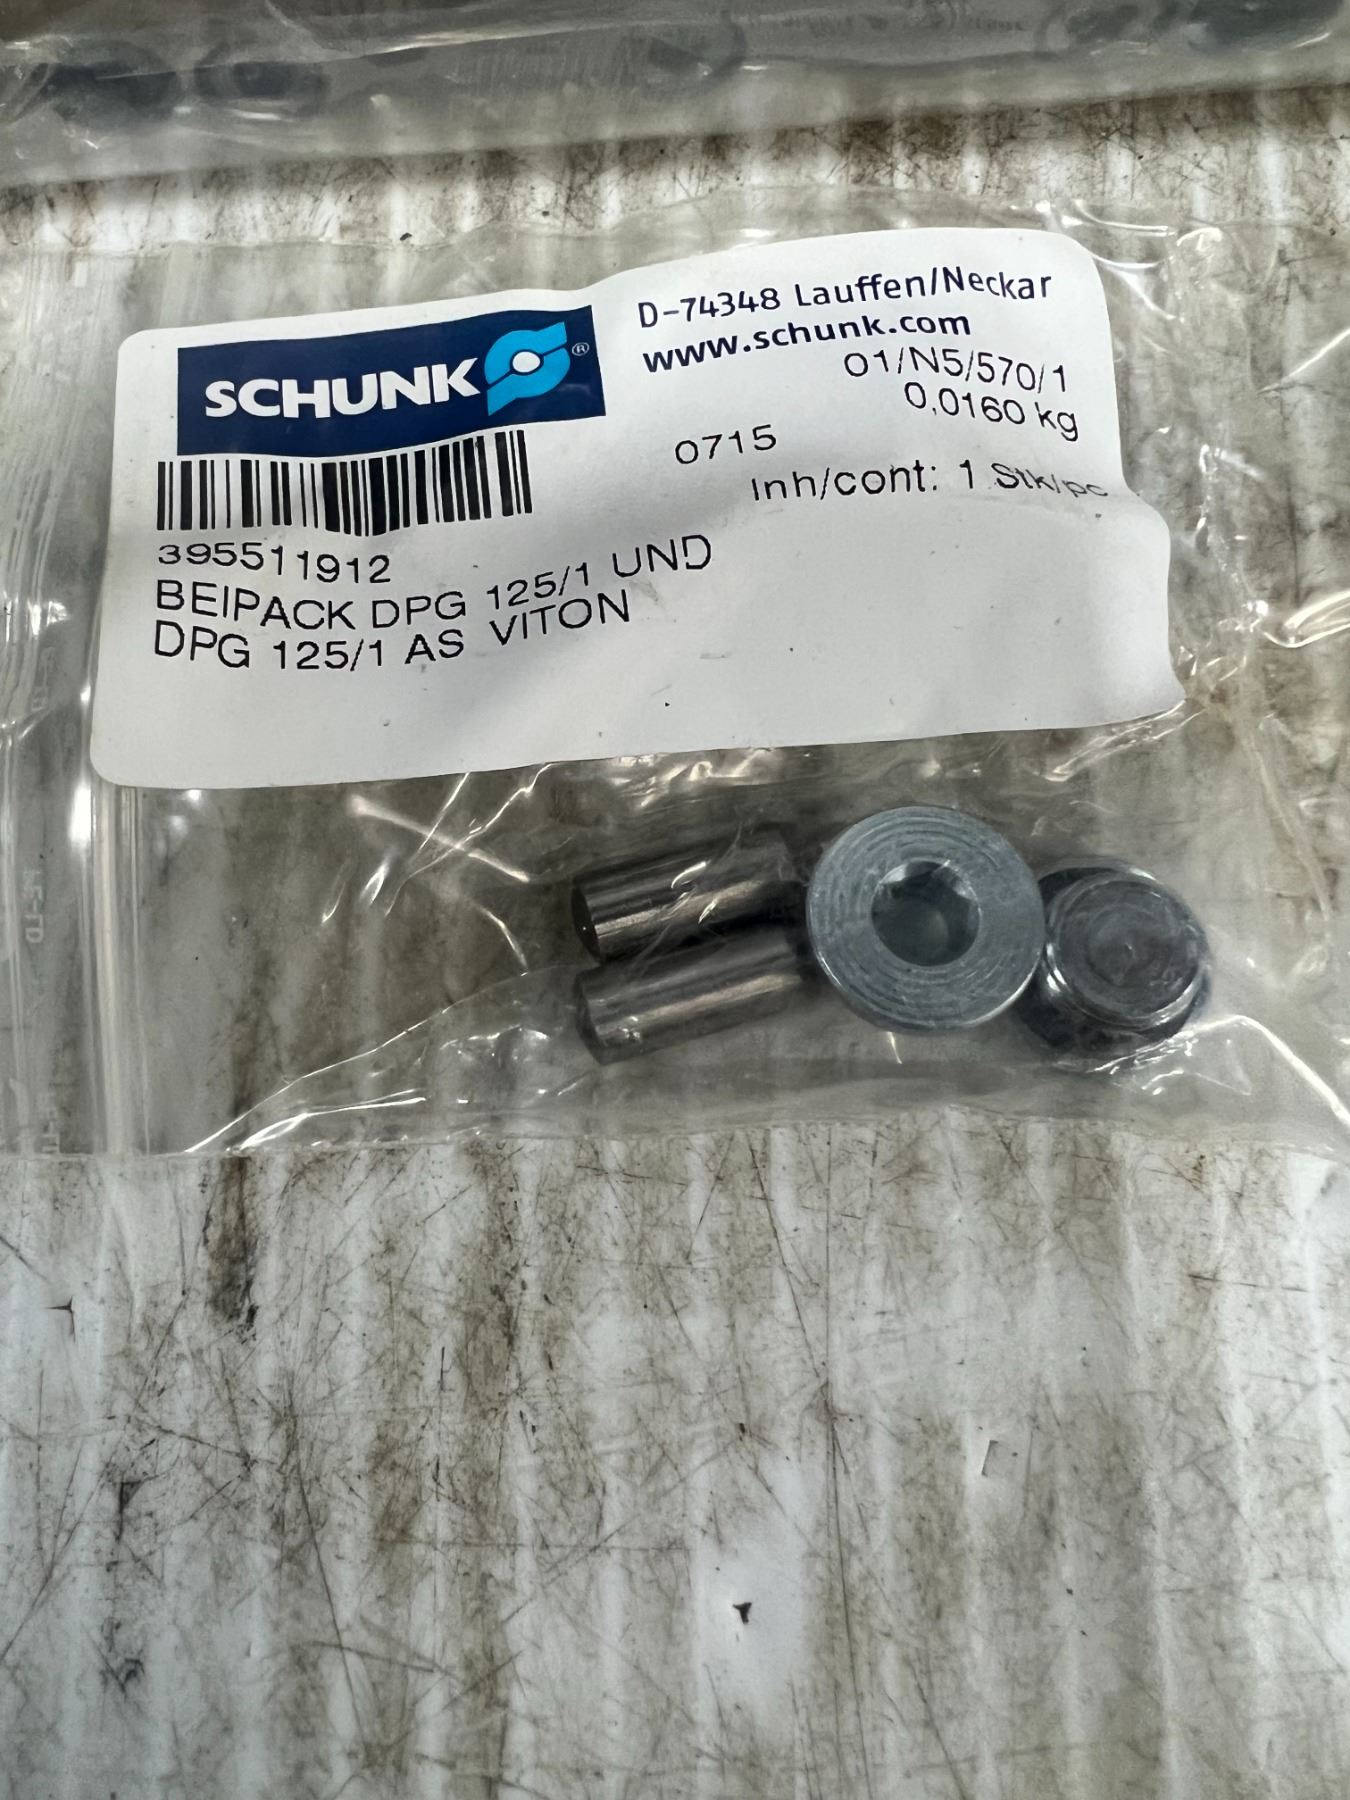 SCHUNK ®
D-74348 Lauffen/Neckar
www.schunk.com
01/N5/570/1
0,0160 kg
0715
Inh/cont: 1 Stk/pc
395511912
BEIPACK DPG 125/1 UND
DPG 125/1 AS VITON